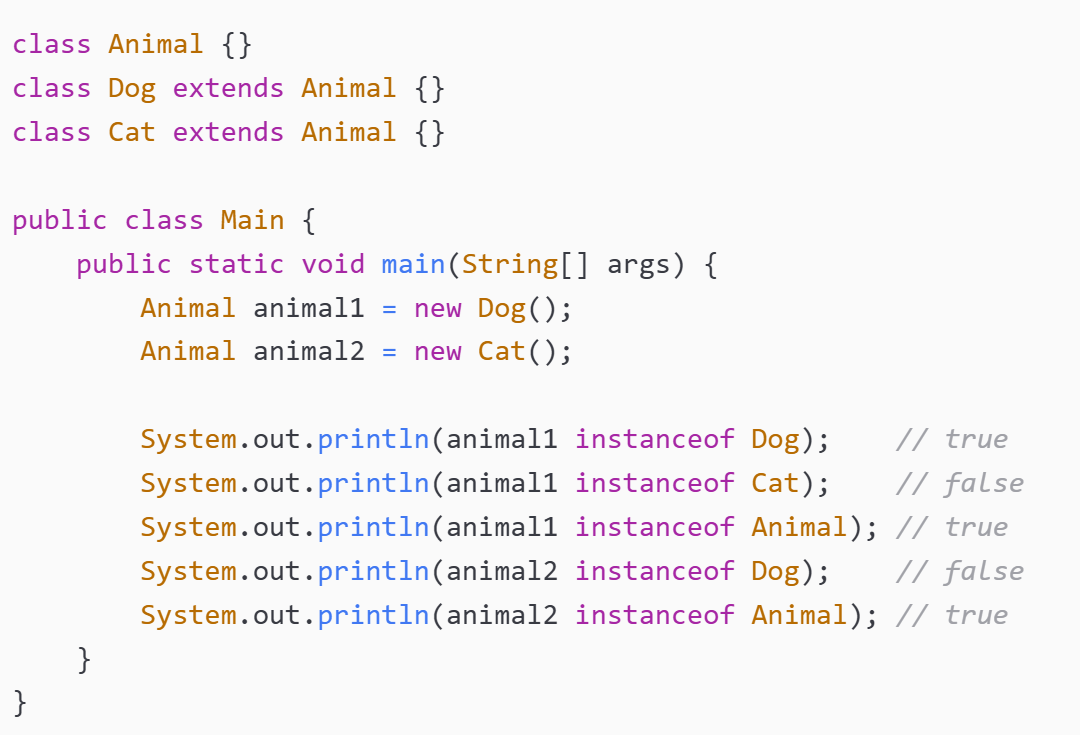 class Animal {}
class Dog extends Animal {}
class Cat extends Animal {}

public class Main {
    public static void main(String[] args) {
        Animal animal1 = new Dog();
        Animal animal2 = new Cat();

        System.out.println(animal1 instanceof Dog);    // true
        System.out.println(animal1 instanceof Cat);    // false
        System.out.println(animal1 instanceof Animal); // true
        System.out.println(animal2 instanceof Dog);    // false
        System.out.println(animal2 instanceof Animal); // true
    }
}